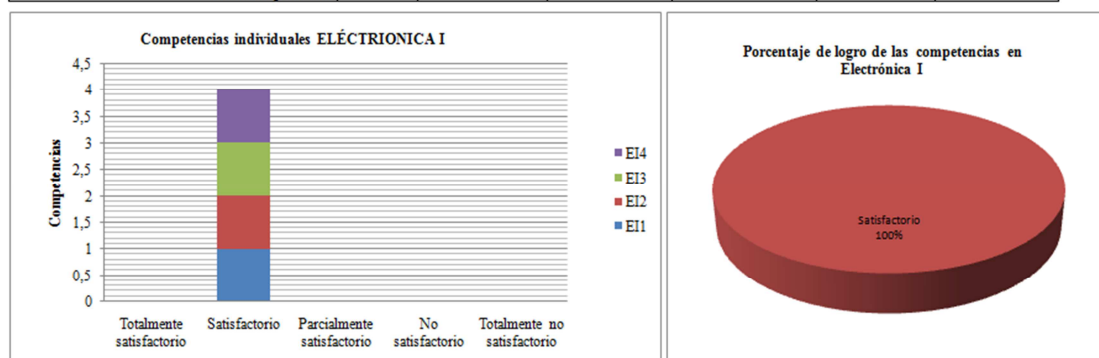 Competencias individuales ELÉCTRIONICA I
4,5
4
3,5
3
2,5
2
1,5
1
0,5
0
Competencias
Totalmente satisfactorio
Satisfactorio
Parcialmente satisfactorio
No satisfactorio
Totalmente no satisfactorio
EI4
EI3
EI2
EI1
Porcentaje de logro de las competencias en
Electrónica I
Satisfactorio
100%